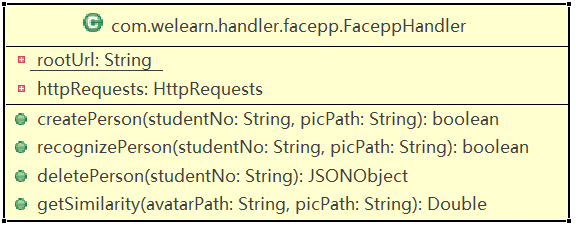 C com.welearn.handler.facepp.FaceppHandler
rootUrl: String
httpRequests: HttpRequests
createPerson(studentNo: String, picPath: String): boolean
recognizePerson(studentNo: String, picPath: String): boolean
deletePerson(studentNo: String): JSONObject
getSimilarity(avatarPath: String, picPath: String): Double